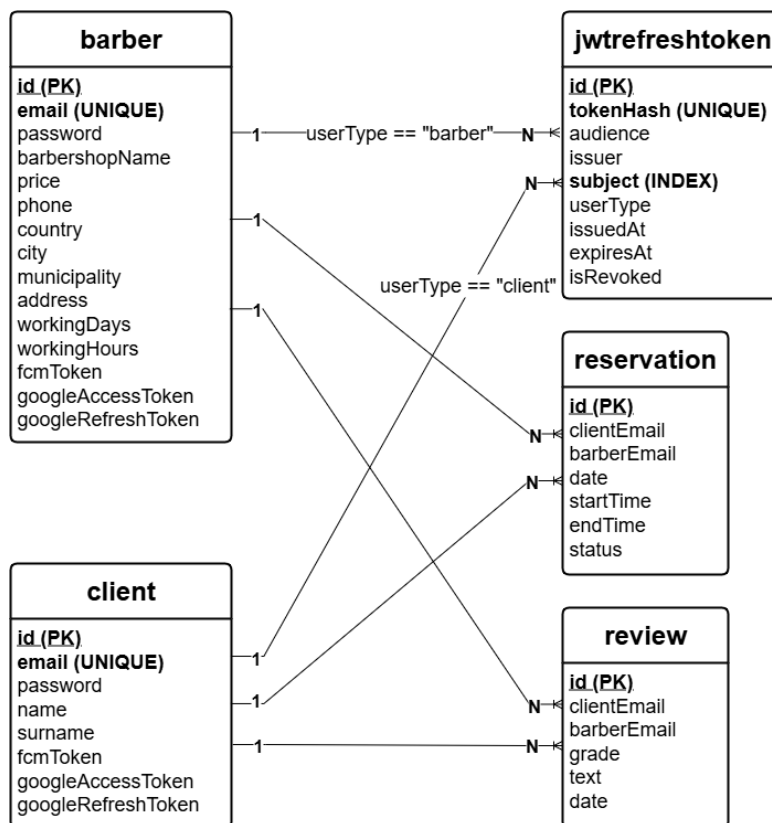 barber
id (PK)
email (UNIQUE)
password
barbershopName
price
phone
country
city
municipality
address
workingDays
workingHours
fcmToken
googleAccessToken
googleRefreshToken
1
userType == "barber"
N
1
N
userType == "client"
1
jwtrefreshtoken
id (PK)
tokenHash (UNIQUE)
audience
issuer
subject (INDEX)
userType
issuedAt
expiresAt
isRevoked
reservation
id (PK)
clientEmail
barberEmail
date
startTime
endTime
status
N
N
client
id (PK)
email (UNIQUE)
password
name
surname
fcmToken
googleAccessToken
googleRefreshToken
1
1
1
N
N
review
id (PK)
clientEmail
barberEmail
grade
text
date